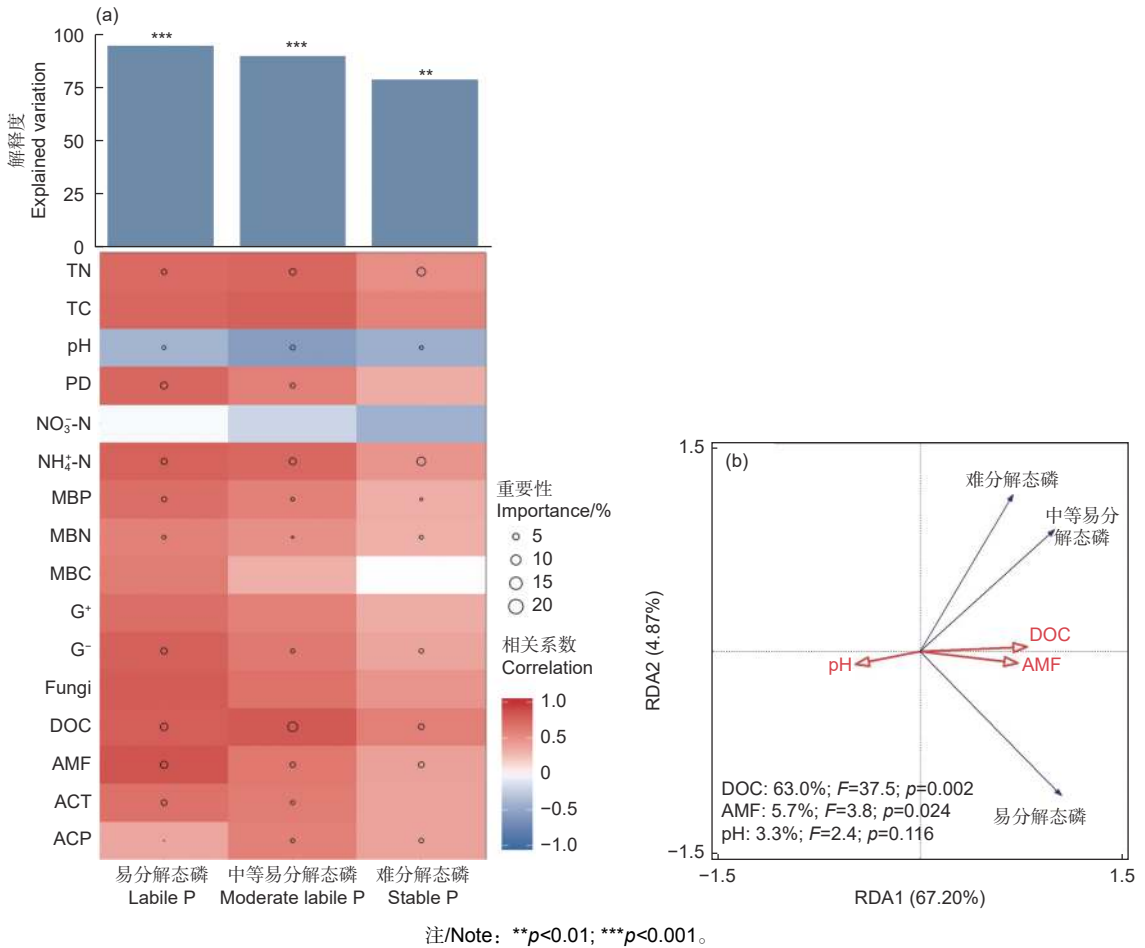 (a)
100
75
50
25
0
解释度
Explained variation
***
***
**
TN
TC
pH
PD
NO₃⁻-N
NH₄⁺-N
MBP
MBN
MBC
G⁺
G⁻
Fungi
DOC
AMF
ACT
ACP
易分解态磷
Labile P
中等易分解态磷
Moderate labile P
难分解态磷
Stable P
重要性
Importance/%
5
10
15
20
相关系数
Correlation
1.0
0.5
0
−0.5
−1.0
(b)
1.5
−1.5
−1.5
1.5
RDA2 (4.87%)
RDA1 (67.20%)
难分解态磷
中等易分
解态磷
DOC
AMF
pH
易分解态磷
DOC: 63.0%; F=37.5; p=0.002
AMF: 5.7%; F=3.8; p=0.024
pH: 3.3%; F=2.4; p=0.116
注/Note：**p<0.01; ***p<0.001。